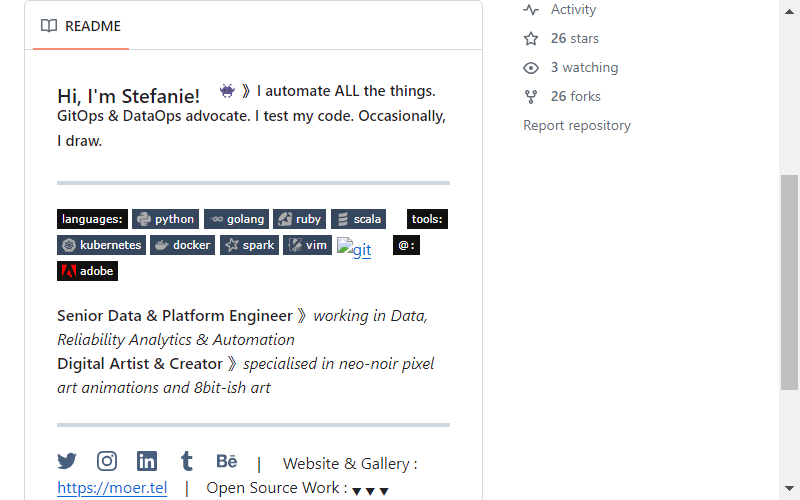 README
Hi, I'm Stefanie! 》 I automate ALL the things.
GitOps & DataOps advocate. I test my code. Occasionally,
I draw.
languages: python golang ruby scala tools:
kubernetes docker spark vim git @:
adobe
Senior Data & Platform Engineer 》 working in Data,
Reliability Analytics & Automation
Digital Artist & Creator 》 specialised in neo-noir pixel
art animations and 8bit-ish art
Bē | Website & Gallery :
https://moer.tel | Open Source Work : ▼ ▼ ▼
Activity
26 stars
3 watching
26 forks
Report repository